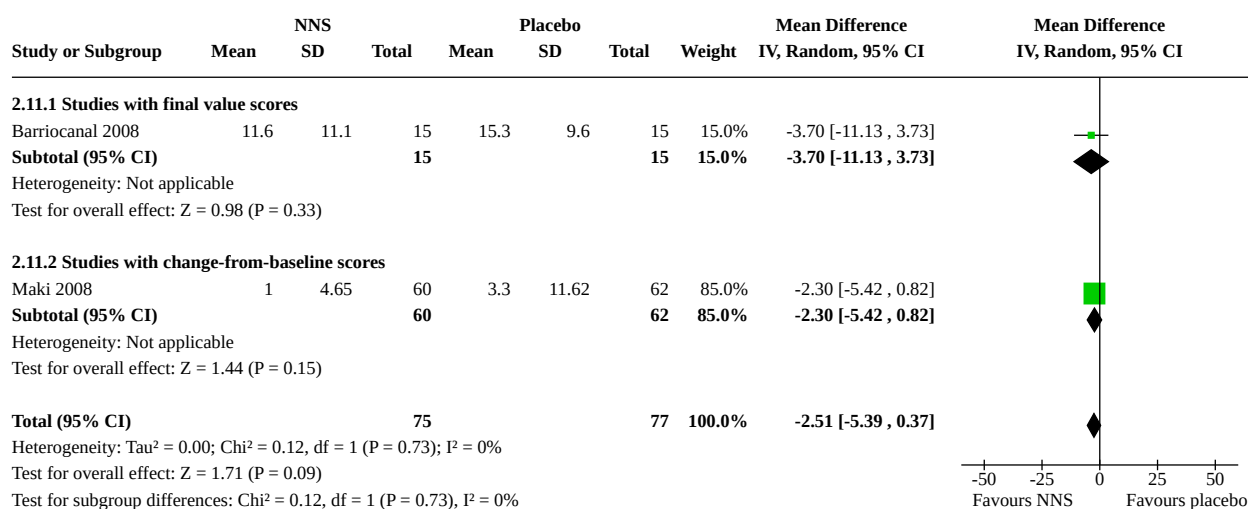 NNS Placebo Mean Difference Mean Difference
Study or Subgroup Mean SD Total Mean SD Total Weight IV, Random, 95% CI IV, Random, 95% CI
2.11.1 Studies with final value scores
Barriocanal 2008 11.6 11.1 15 15.3 9.6 15 15.0% -3.70 [-11.13 , 3.73]
Subtotal (95% CI) 15 15 15.0% -3.70 [-11.13 , 3.73]
Heterogeneity: Not applicable
Test for overall effect: Z = 0.98 (P = 0.33)
2.11.2 Studies with change-from-baseline scores
Maki 2008 1 4.65 60 3.3 11.62 62 85.0% -2.30 [-5.42 , 0.82]
Subtotal (95% CI) 60 62 85.0% -2.30 [-5.42 , 0.82]
Heterogeneity: Not applicable
Test for overall effect: Z = 1.44 (P = 0.15)
Total (95% CI) 75 77 100.0% -2.51 [-5.39 , 0.37]
Heterogeneity: Tau² = 0.00; Chi² = 0.12, df = 1 (P = 0.73); I² = 0%
Test for overall effect: Z = 1.71 (P = 0.09) -50 -25 0 25 50
Test for subgroup differences: Chi² = 0.12, df = 1 (P = 0.73), I² = 0% Favours NNS Favours placebo